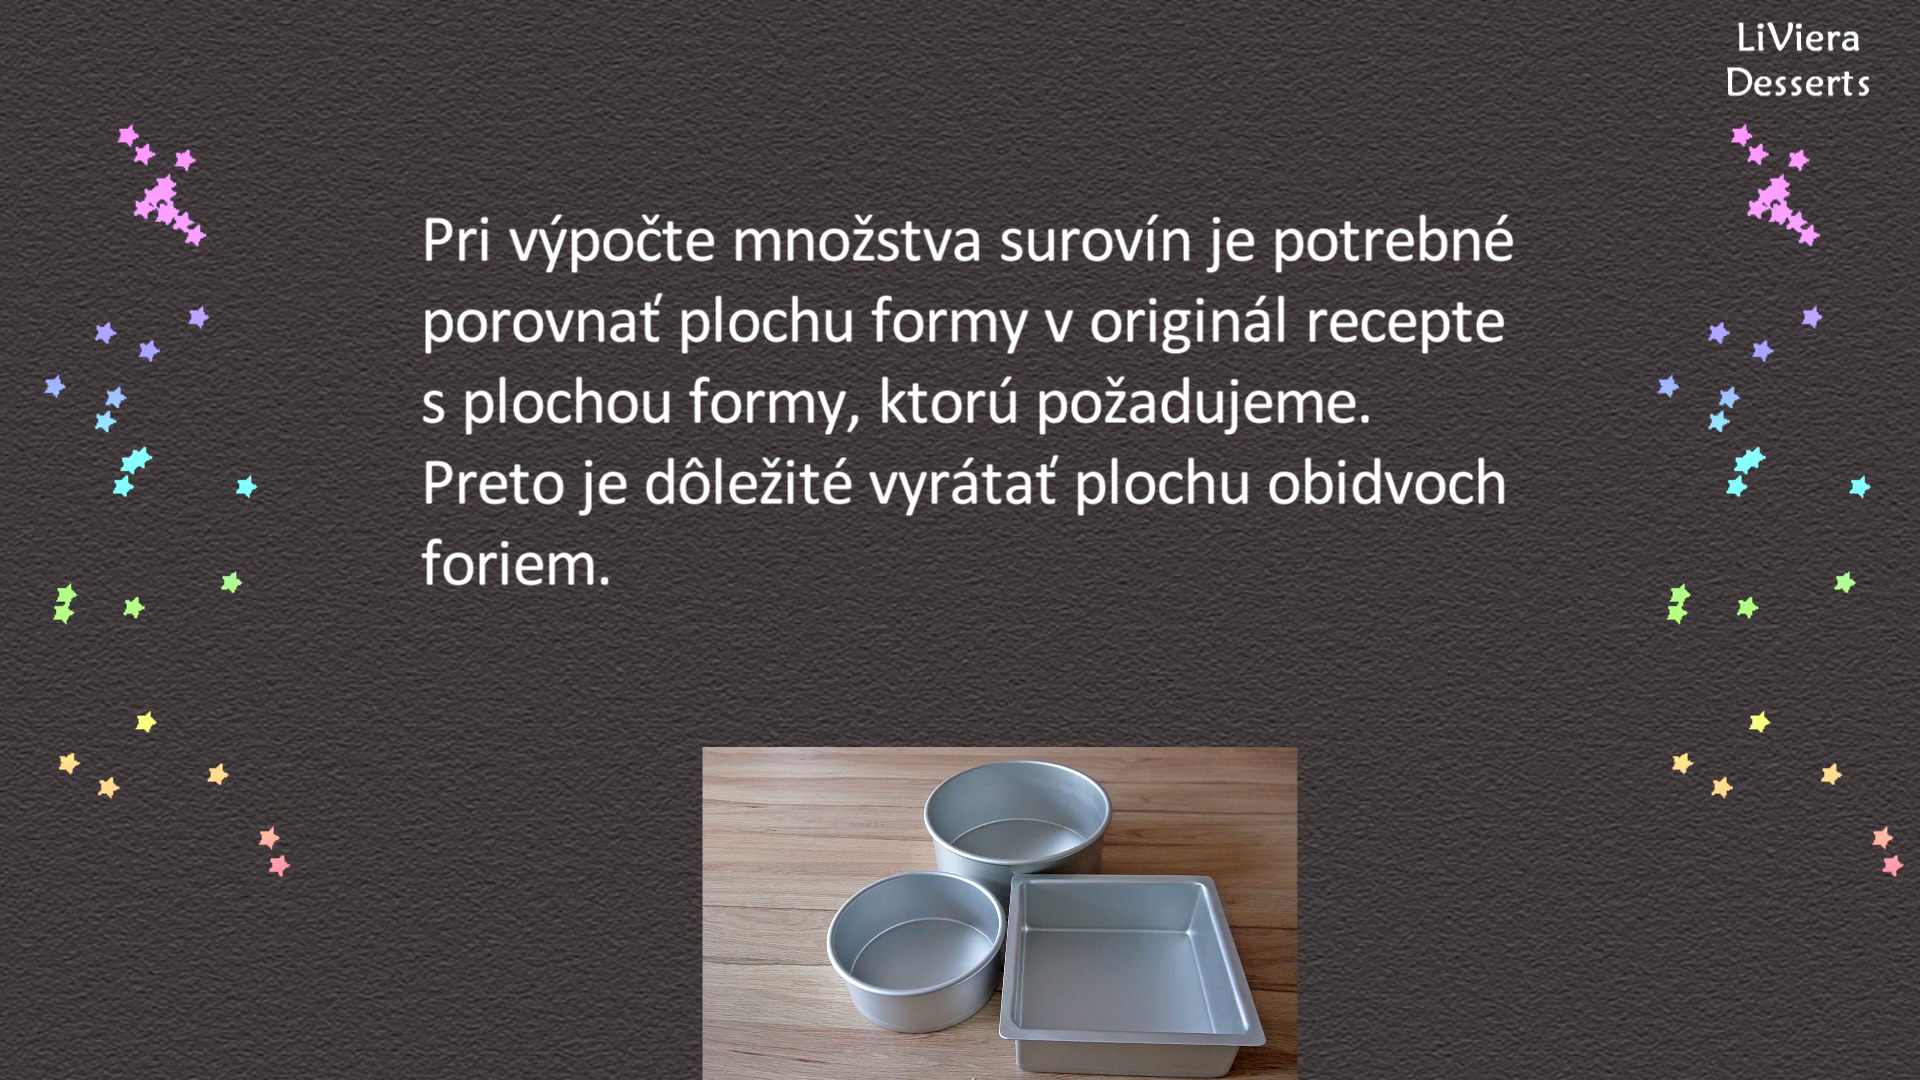 LiViera
Desserts
Pri výpočte množstva surovín je potrebné
porovnať plochu formy v originál recepte
s plochou formy, ktorú požadujeme.
Preto je dôležité vyrátať plochu obidvoch
foriem.